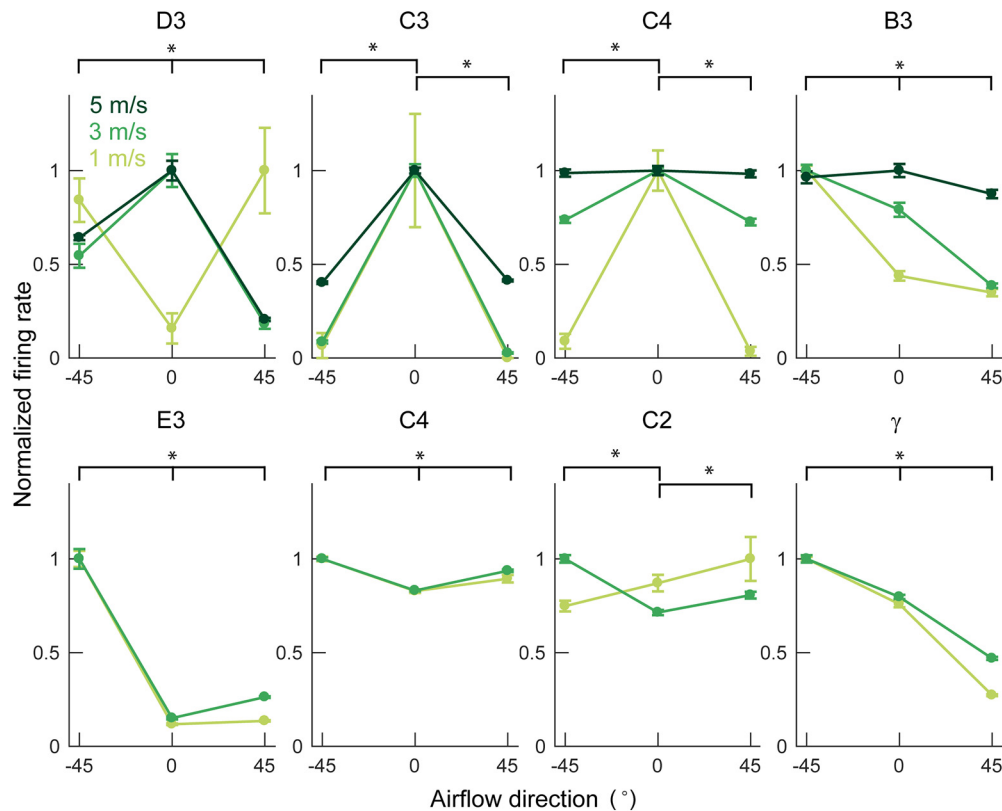 D3 C3 C4 B3
* * * * * *
5 m/s
3 m/s
1 m/s
1 1 1 1
0.5 0.5 0.5 0.5
0 0 0 0
-45 0 45 -45 0 45 -45 0 45 -45 0 45
Normalized firing rate
E3 C4 C2 γ
* * * * *
1 1 1 1
0.5 0.5 0.5 0.5
0 0 0 0
-45 0 45 -45 0 45 -45 0 45 -45 0 45
Airflow direction (°)